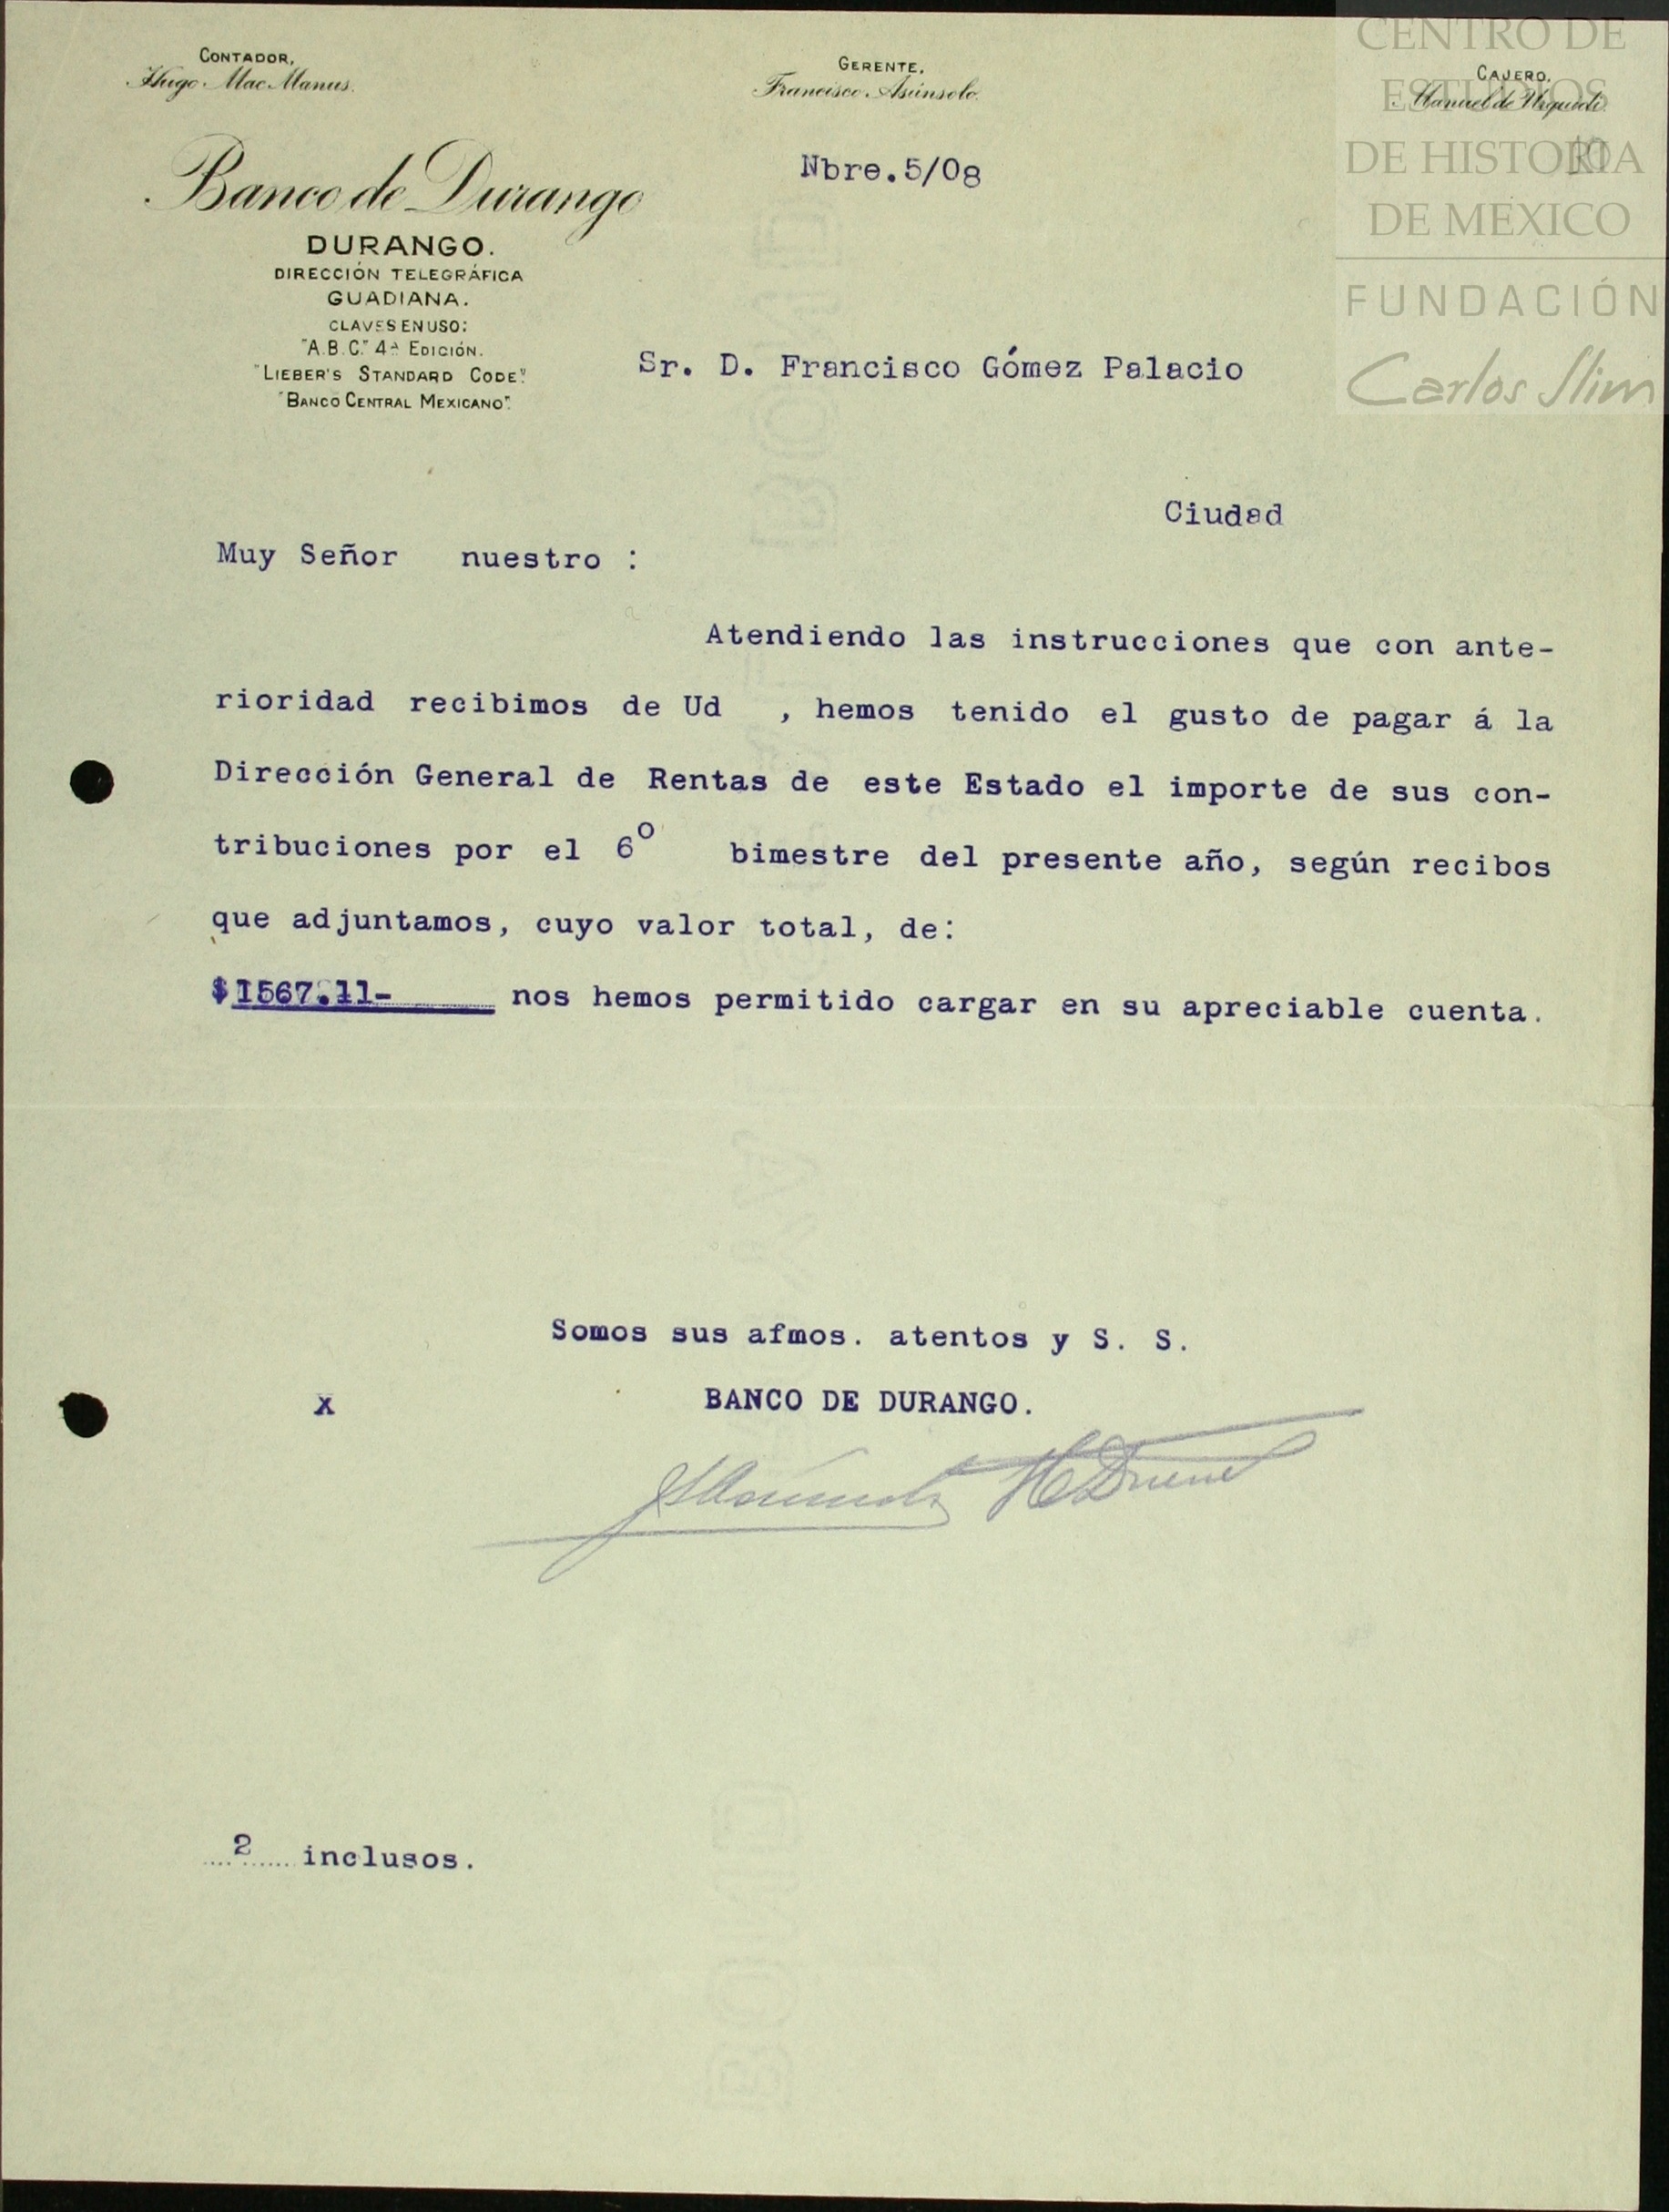 CONTADOR,
Hugo Mac Manus.
GERENTE,
Francisco Asúnsolo.
CAJERO,
Manuel de Urquidi.
CENTRO DE
ESTUDIOS
DE HISTORIA
DE MÉXICO
FUNDACIÓN
Carlos Slim
Banco de Durango
DURANGO.
DIRECCIÓN TELEGRÁFICA
GUADIANA.
CLAVES EN USO:
"A.B.C." 4ª EDICIÓN.
"LIEBER'S STANDARD CODE"
"BANCO CENTRAL MEXICANO".
Nbre.5/08
Sr. D. Francisco Gómez Palacio
Ciudad
Muy Señor nuestro :
Atendiendo las instrucciones que con ante-
rioridad recibimos de Ud , hemos tenido el gusto de pagar á la
Dirección General de Rentas de este Estado el importe de sus con-
tribuciones por el 6º bimestre del presente año, según recibos
que adjuntamos, cuyo valor total, de:
$ 1567.11- nos hemos permitido cargar en su apreciable cuenta.
Somos sus afmos. atentos y S. S.
X BANCO DE DURANGO.
2 inclusos.